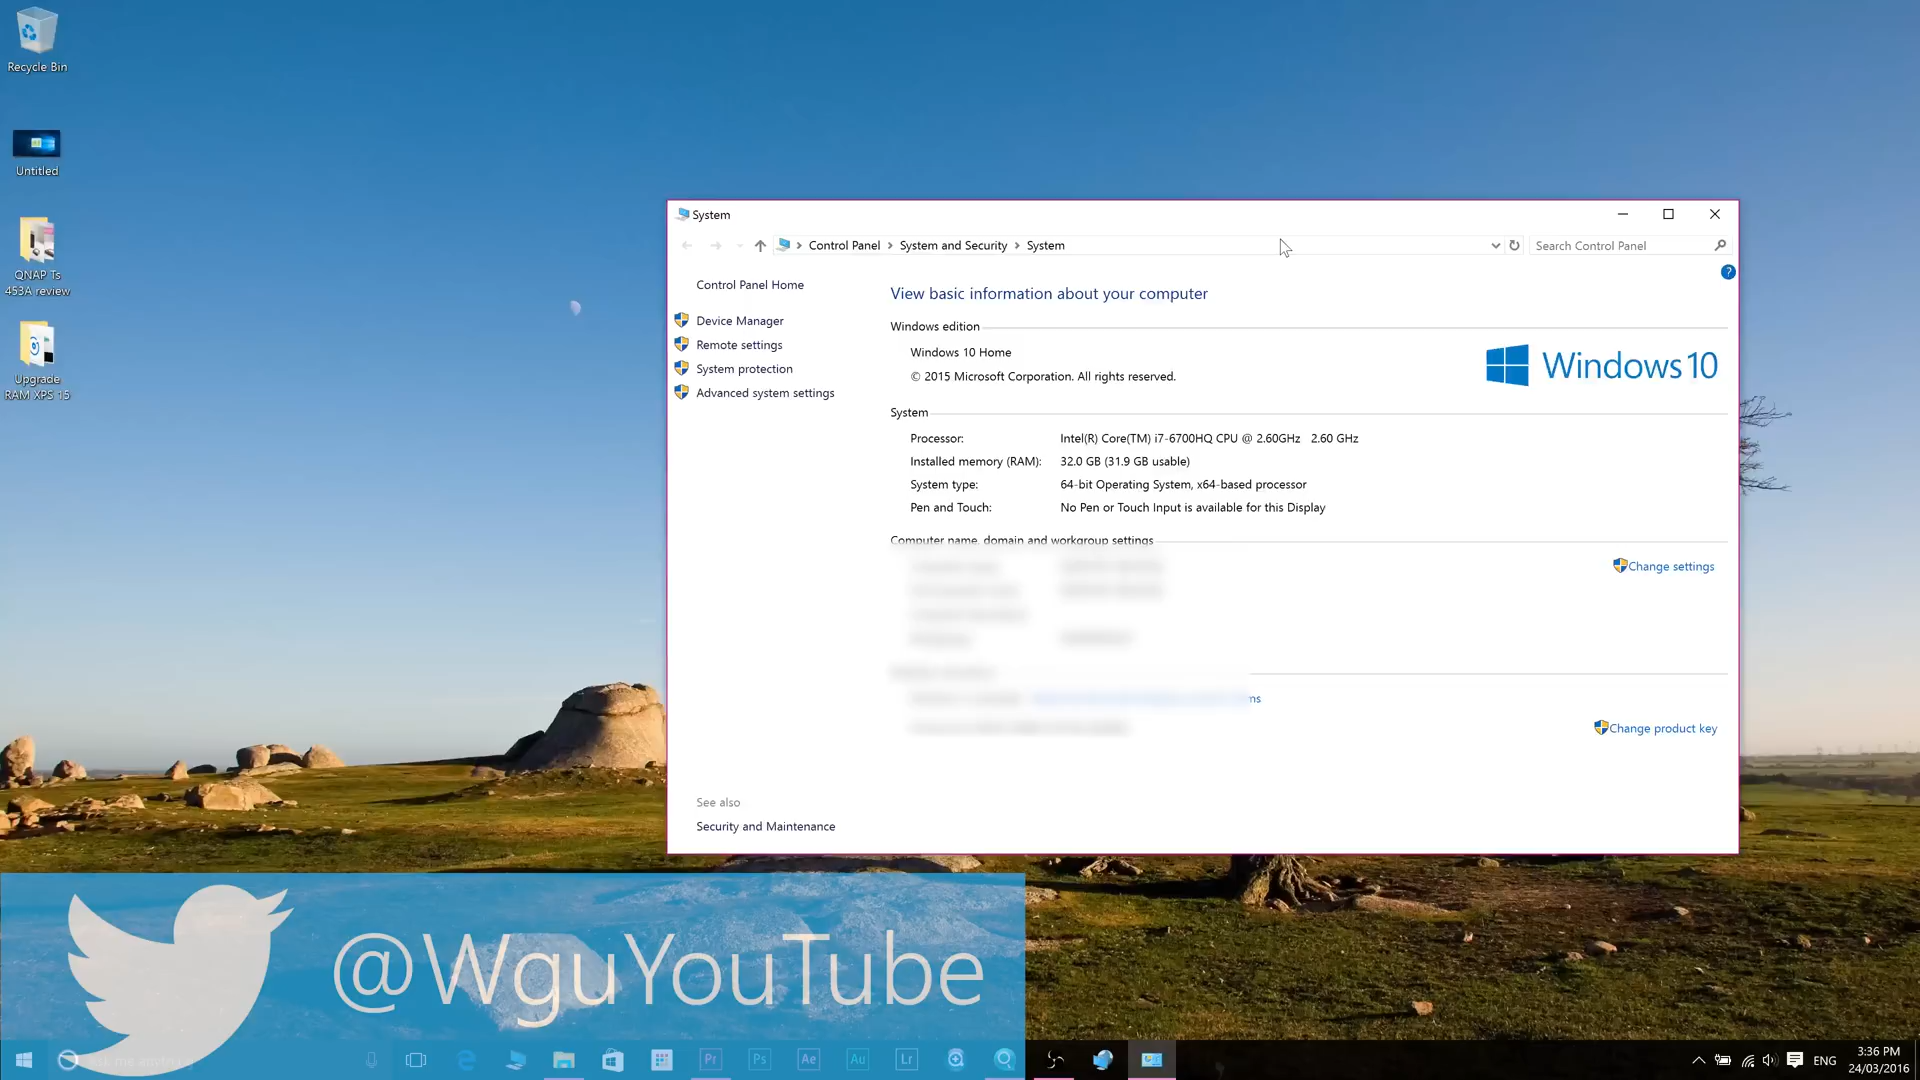 Recycle Bin
Untitled
QNAP Ts
453A review
Upgrade
RAM XPS 15
System
Control Panel
System and Security
System
Search Control Panel
?
Control Panel Home
Device Manager
Remote settings
System protection
Advanced system settings
View basic information about your computer
Windows edition
Windows 10 Home
© 2015 Microsoft Corporation. All rights reserved.
Windows 10
System
Processor: Intel(R) Core(TM) i7-6700HQ CPU @ 2.60GHz 2.60 GHz
Installed memory (RAM): 32.0 GB (31.9 GB usable)
System type: 64-bit Operating System, x64-based processor
Pen and Touch: No Pen or Touch Input is available for this Display
Computer name, domain and workgroup settings
Change settings
Change product key
See also
Security and Maintenance
@WguYouTube
Pr
Ps
Ae
Au
Lr
ENG
3:36 PM
24/03/2016